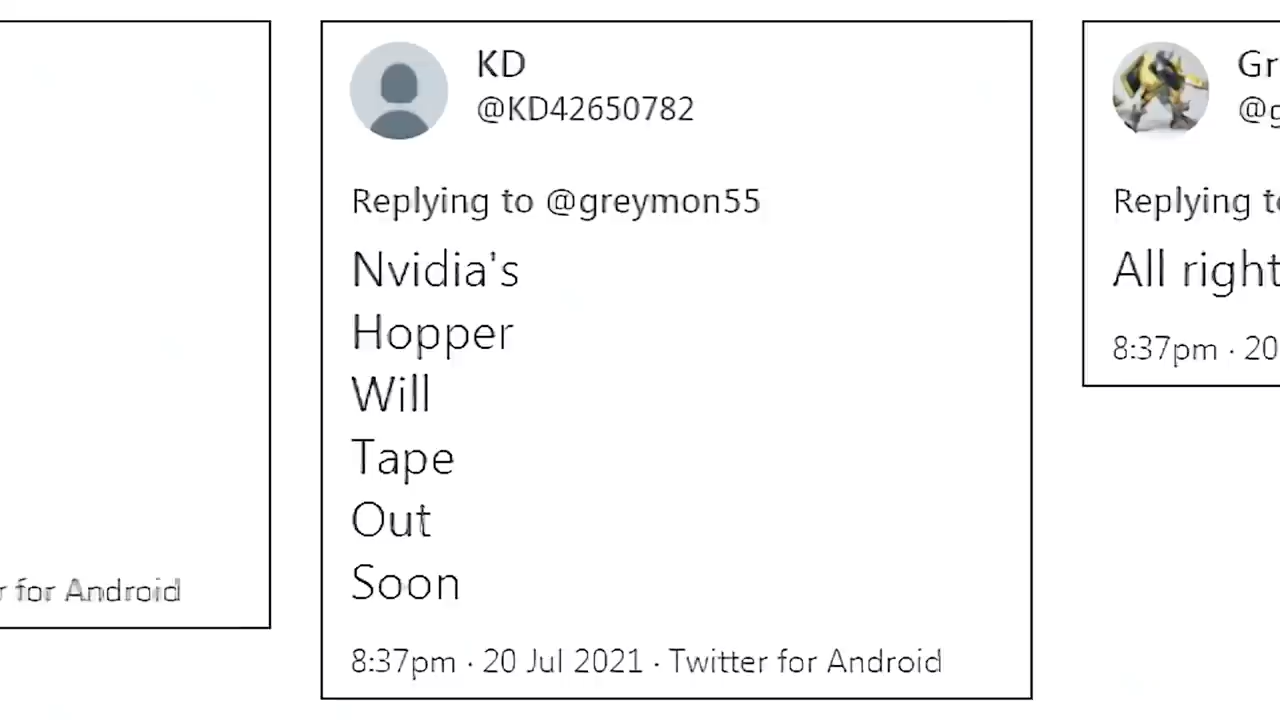 r for Android
KD
@KD42650782
Replying to @greymon55
Nvidia's
Hopper
Will
Tape
Out
Soon
8:37pm · 20 Jul 2021 · Twitter for Android
Gr
@g
Replying to
All right
8:37pm · 20